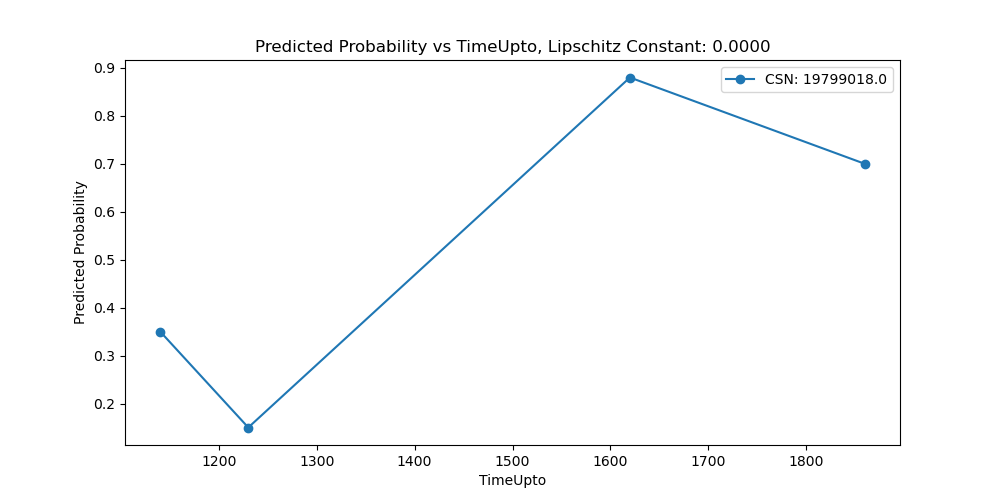 Predicted Probability vs TimeUpto, Lipschitz Constant: 0.0000
CSN: 19799018.0
Predicted Probability
0.9
0.8
0.7
0.6
0.5
0.4
0.3
0.2
1200 1300 1400 1500 1600 1700 1800
TimeUpto